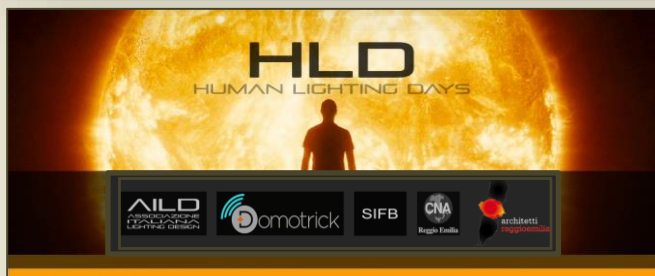 HLD
HUMAN LIGHTING DAYS
AILD
ASSOCIAZIONE
ITALIANA
LIGHTING DESIGN
Domotrick
SIFB
CNA
Reggio Emilia
architetti
reggioemilia